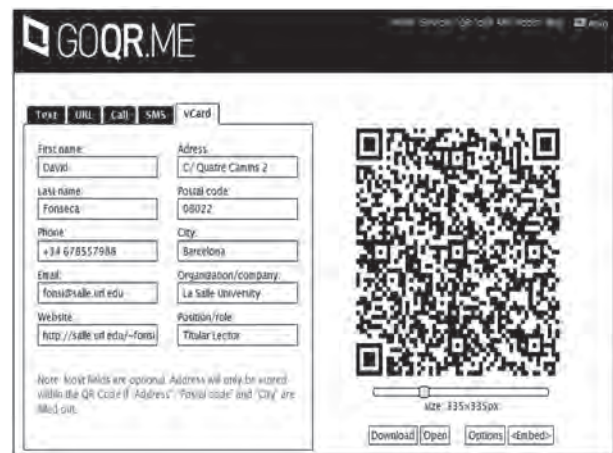 GOQR.ME
Text URL Call SMS vCard
First name:
David
Last name:
Fonseca
Phone:
+34 678557988
Email:
fonsi@salle.url.edu
Website:
http://salle.url.edu/~fonsi
Adress:
C/ Quatre Camins 2
Postal code:
08022
City:
Barcelona
Organization/company:
La Salle University
Position/role:
Titular Lector
Note: Most fields are optional. Address will only be stored
within the QR Code if "Address", "Postal code" and "City" are
filled out.
size: 335×335px
Download Open Options <Embed>